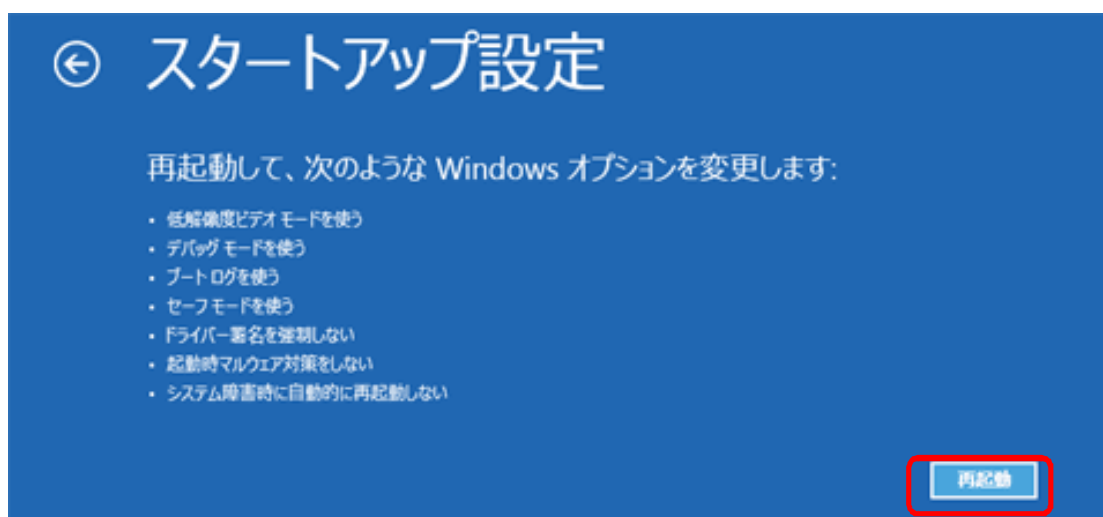 スタートアップ設定
再起動して、次のような Windows オプションを変更します:
• 低解像度ビデオ モードを使う
• デバッグ モードを使う
• ブート ログを使う
• セーフ モードを使う
• ドライバー署名を強制しない
• 起動時マルウェア対策をしない
• システム障害時に自動的に再起動しない
再起動